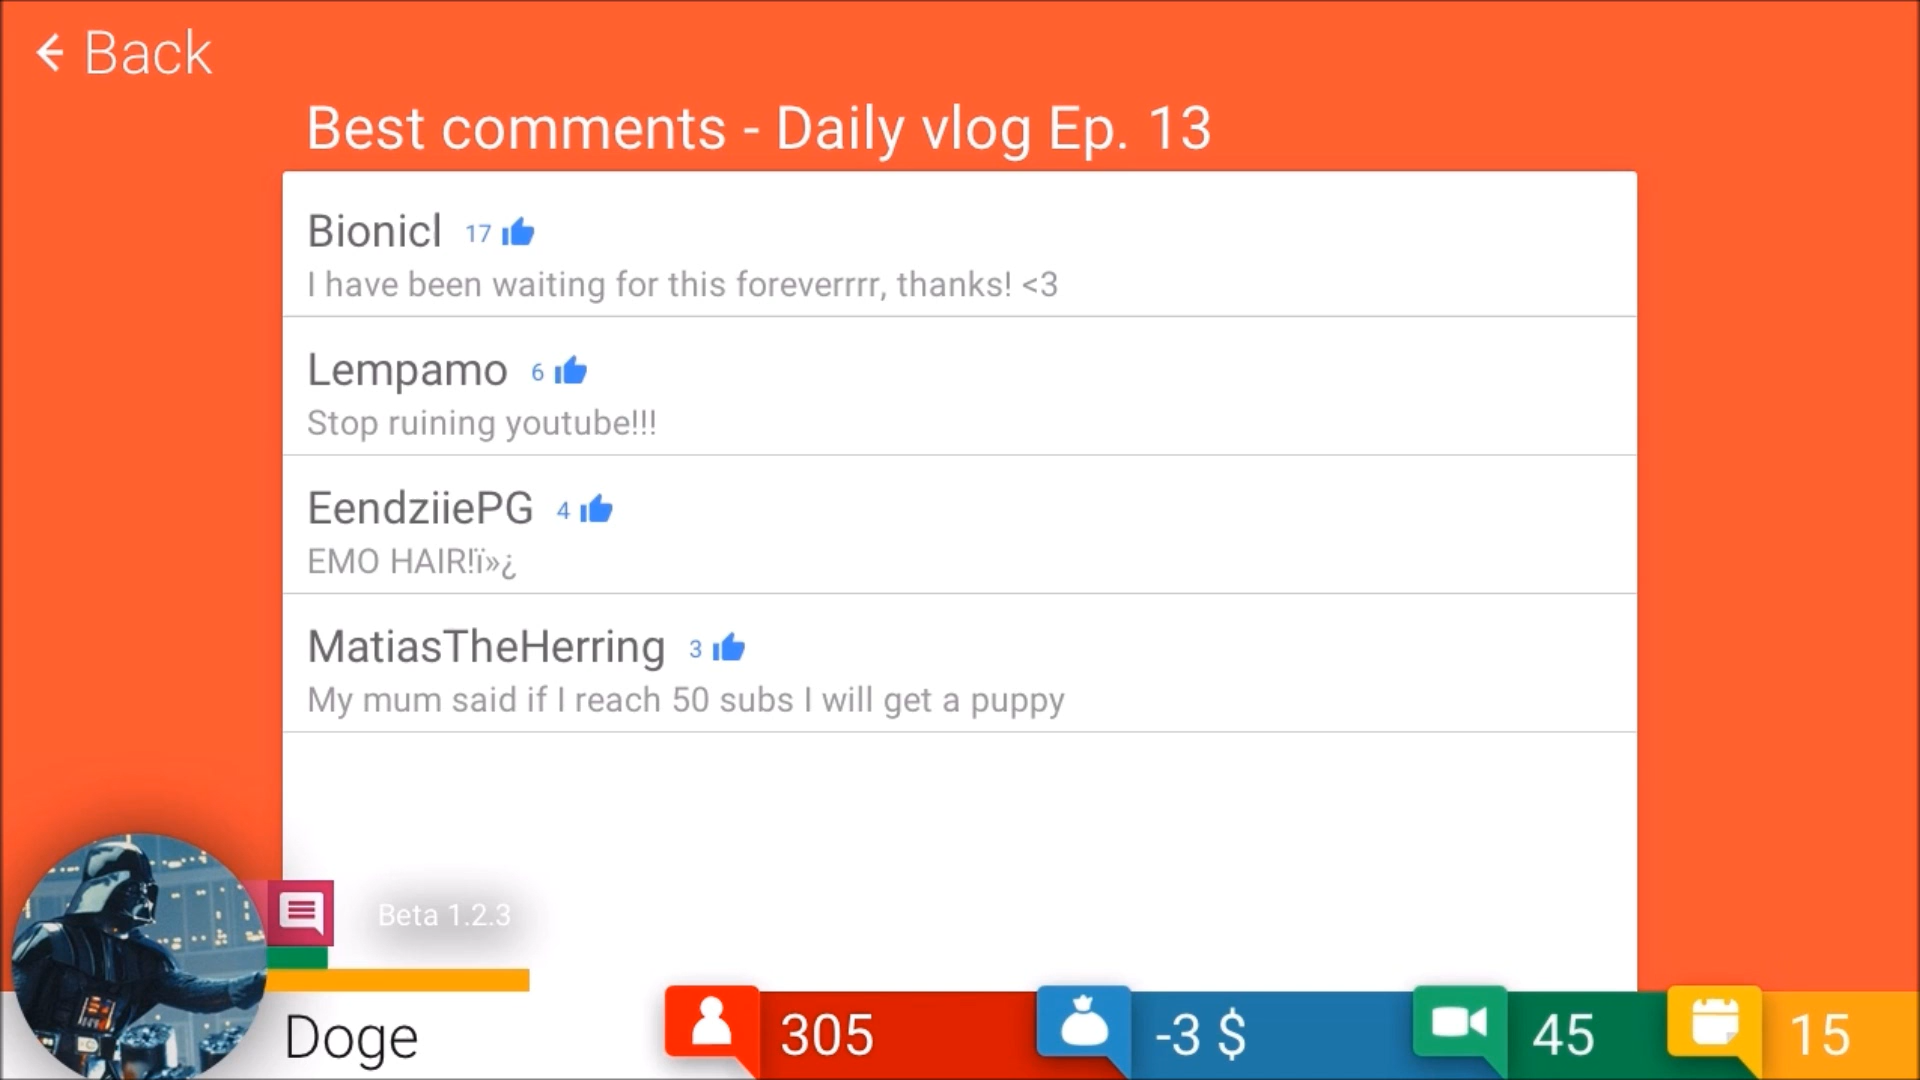 Back
Best comments - Daily vlog Ep. 13
Bionicl 17
I have been waiting for this foreverrrr, thanks! <3
Lempamo 6
Stop ruining youtube!!!
EendziiePG 4
EMO HAIR!ï»¿
MatiasTheHerring 3
My mum said if I reach 50 subs I will get a puppy
Beta 1.2.3
Doge 305 -3 $ 45 15